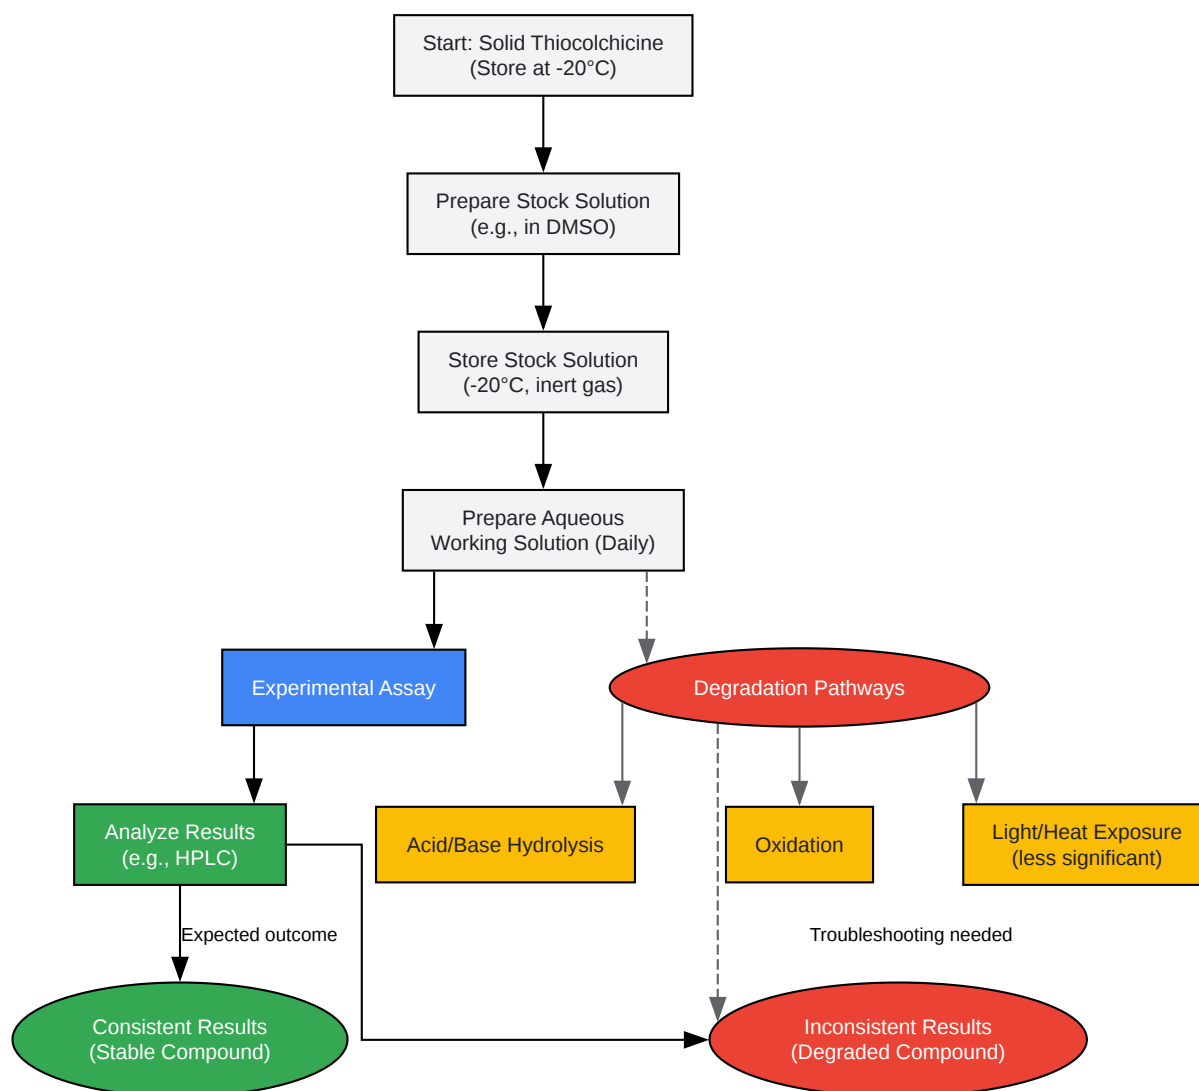 Start: Solid Thiocolchicine
(Store at -20°C)
Prepare Stock Solution
(e.g., in DMSO)
Store Stock Solution
(-20°C, inert gas)
Prepare Aqueous
Working Solution (Daily)
Experimental Assay
Degradation Pathways
Analyze Results
(e.g., HPLC)
Acid/Base Hydrolysis
Oxidation
Light/Heat Exposure
(less significant)
Expected outcome
Troubleshooting needed
Consistent Results
(Stable Compound)
Inconsistent Results
(Degraded Compound)